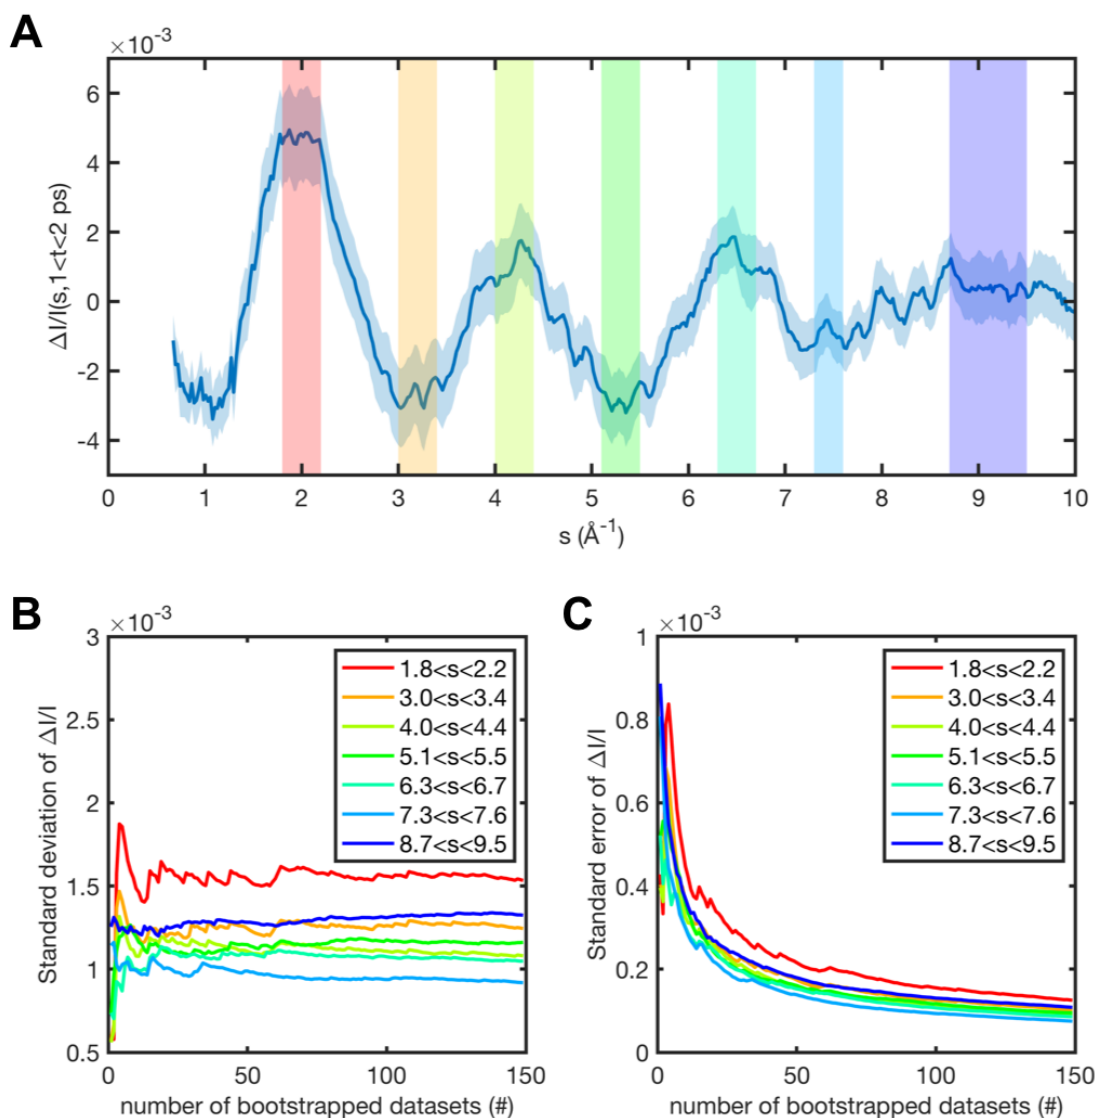 A
×10⁻³
6
4
2
0
-2
-4
ΔI/I(s,1<t<2 ps)
0 1 2 3 4 5 6 7 8 9 10
s (Å⁻¹)
B
×10⁻³
3
2.5
2
1.5
1
0.5
Standard deviation of ΔI/I
1.8<s<2.2
3.0<s<3.4
4.0<s<4.4
5.1<s<5.5
6.3<s<6.7
7.3<s<7.6
8.7<s<9.5
0 50 100 150
number of bootstrapped datasets (#)
C
×10⁻³
1
0.8
0.6
0.4
0.2
0
Standard error of ΔI/I
1.8<s<2.2
3.0<s<3.4
4.0<s<4.4
5.1<s<5.5
6.3<s<6.7
7.3<s<7.6
8.7<s<9.5
0 50 100 150
number of bootstrapped datasets (#)